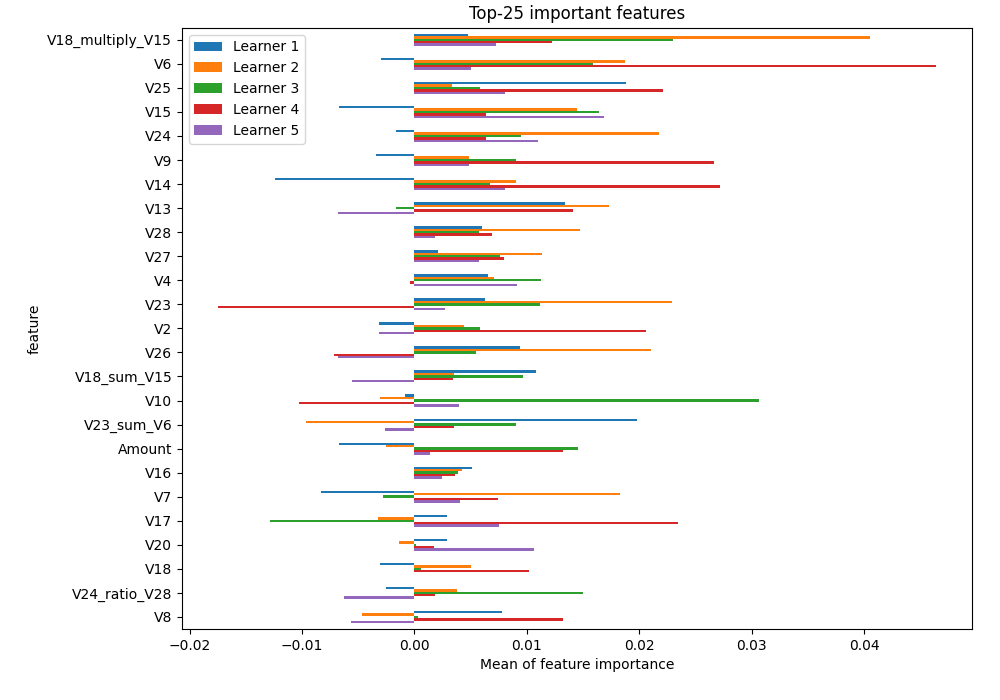 Top-25 important features
Learner 1
Learner 2
Learner 3
Learner 4
Learner 5
V18_multiply_V15
V6
V25
V15
V24
V9
V14
V13
V28
V27
V4
V23
V2
V26
V18_sum_V15
V10
V23_sum_V6
Amount
V16
V7
V17
V20
V18
V24_ratio_V28
V8
feature
−0.02 −0.01 0.00 0.01 0.02 0.03 0.04
Mean of feature importance